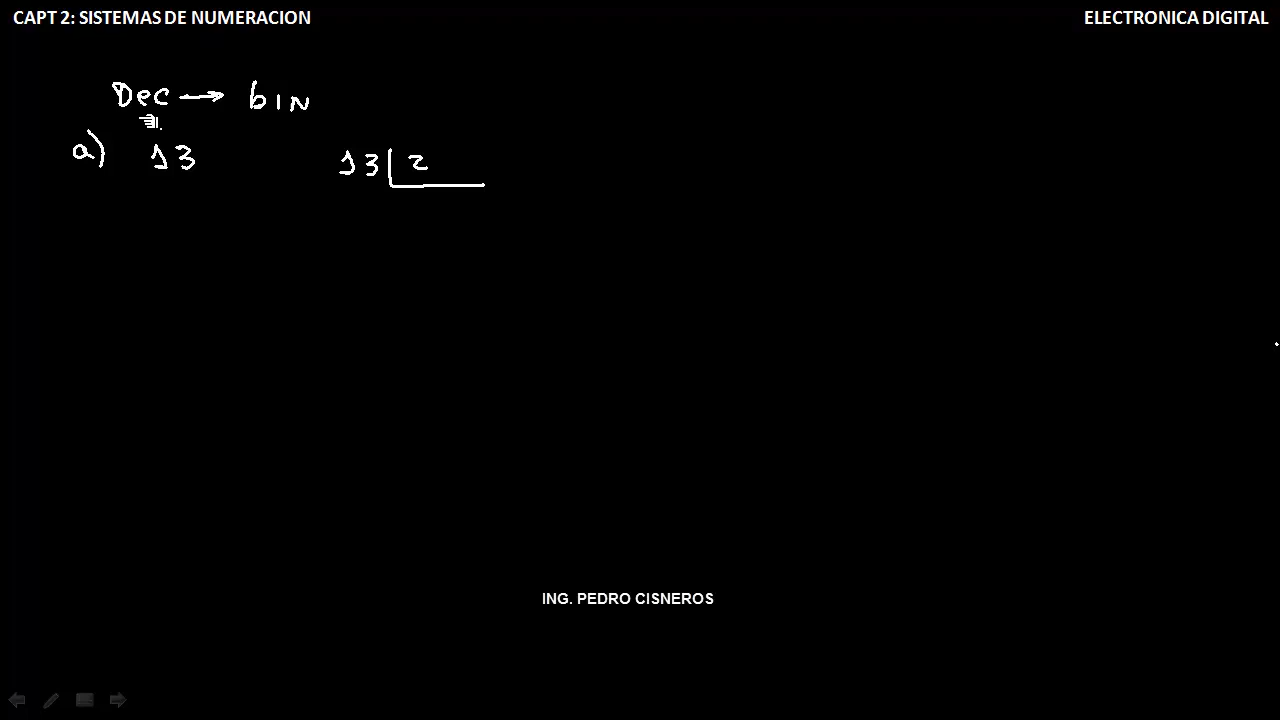 CAPT 2: SISTEMAS DE NUMERACION
ELECTRONICA DIGITAL
Dec → bIN
a) 13
13 | 2
ING. PEDRO CISNEROS